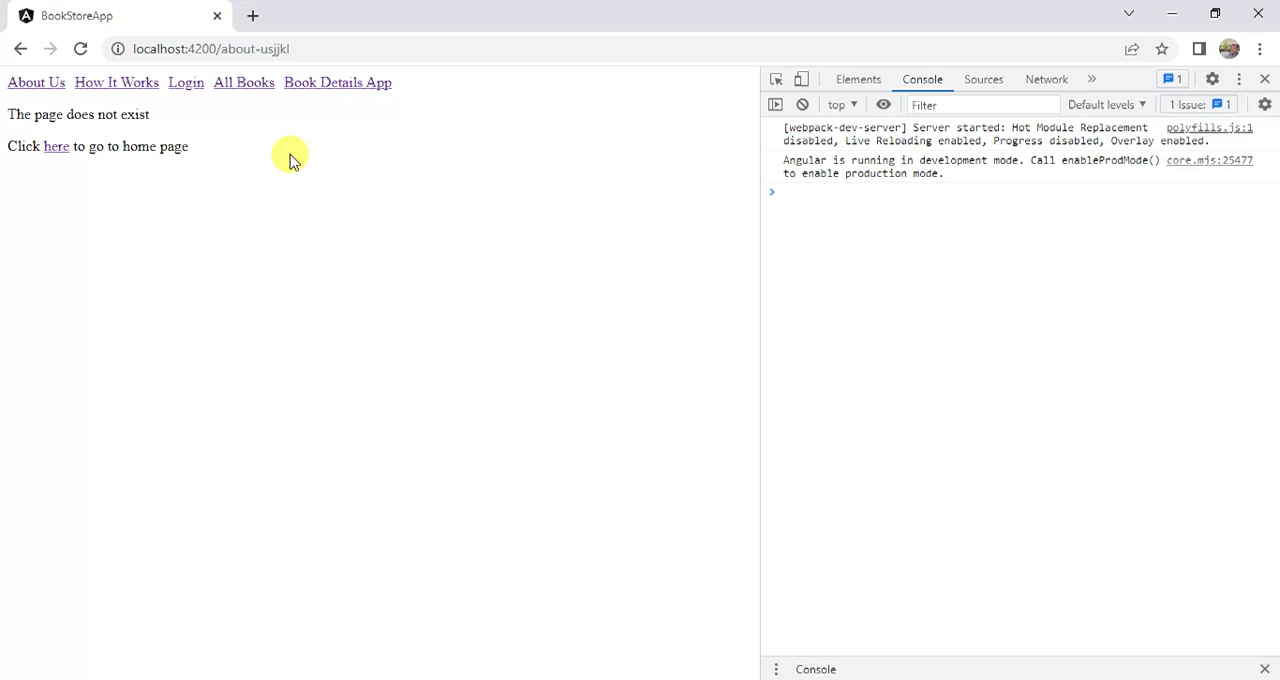 BookStoreApp
localhost:4200/about-usjjkl
About Us How It Works Login All Books Book Details App
The page does not exist
Click here to go to home page
Elements Console Sources Network » 1
top Filter Default levels 1 Issue: 1
[webpack-dev-server] Server started: Hot Module Replacement polyfills.js:1
disabled, Live Reloading enabled, Progress disabled, Overlay enabled.
Angular is running in development mode. Call enableProdMode() core.mjs:25477
to enable production mode.
Console